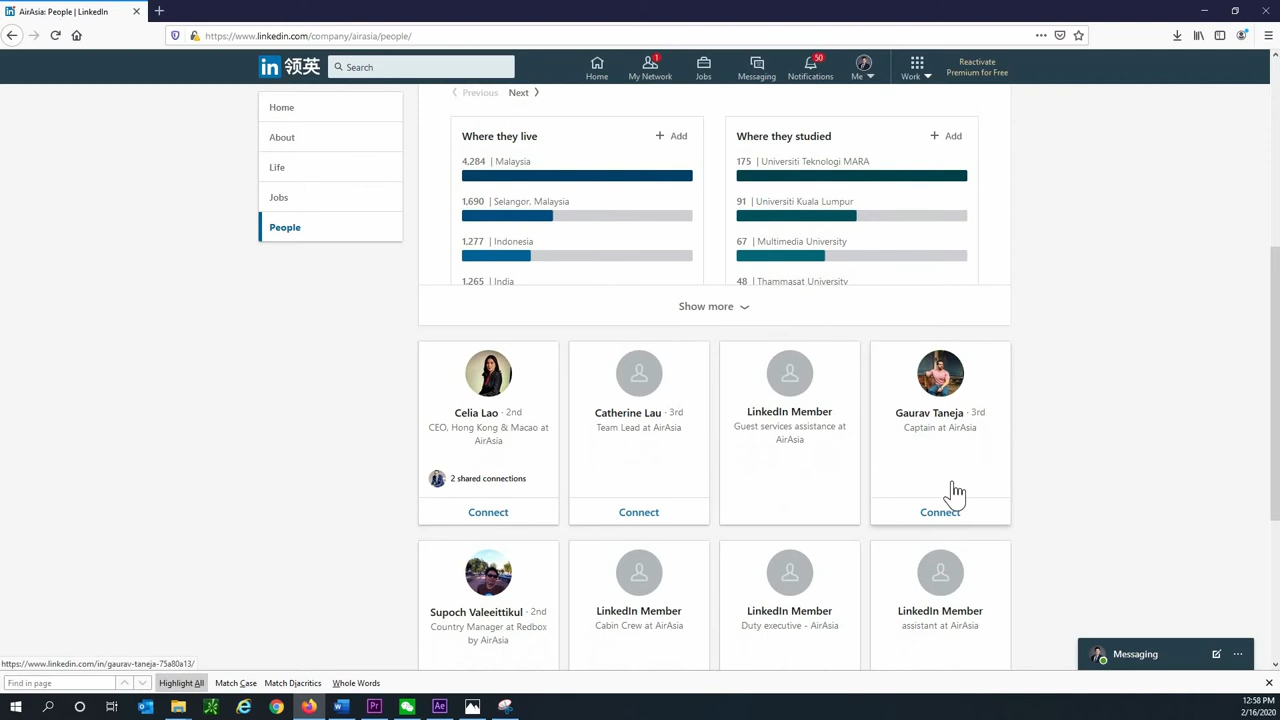 AirAsia: People | LinkedIn
https://www.linkedin.com/company/airasia/people/
in 领英
Search
Home
My Network
1
Jobs
Messaging
Notifications
50
Me
Work
Reactivate
Premium for Free
Home
About
Life
Jobs
People
Previous
Next
Where they live
+ Add
4,284 | Malaysia
1,690 | Selangor, Malaysia
1,277 | Indonesia
1,265 | India
Where they studied
+ Add
175 | Universiti Teknologi MARA
91 | Universiti Kuala Lumpur
67 | Multimedia University
48 | Thammasat University
Show more
Celia Lao · 2nd
CEO, Hong Kong & Macao at
AirAsia
2 shared connections
Connect
Catherine Lau · 3rd
Team Lead at AirAsia
Connect
LinkedIn Member
Guest services assistance at
AirAsia
Gaurav Taneja · 3rd
Captain at AirAsia
Connect
Supoch Valeeittikul · 2nd
Country Manager at Redbox
by AirAsia
LinkedIn Member
Cabin Crew at AirAsia
LinkedIn Member
Duty executive - AirAsia
LinkedIn Member
assistant at AirAsia
Messaging
https://www.linkedin.com/in/gaurav-taneja-75a80a13/
Find in page
Highlight All
Match Case
Match Diacritics
Whole Words
12:58 PM
2/16/2020